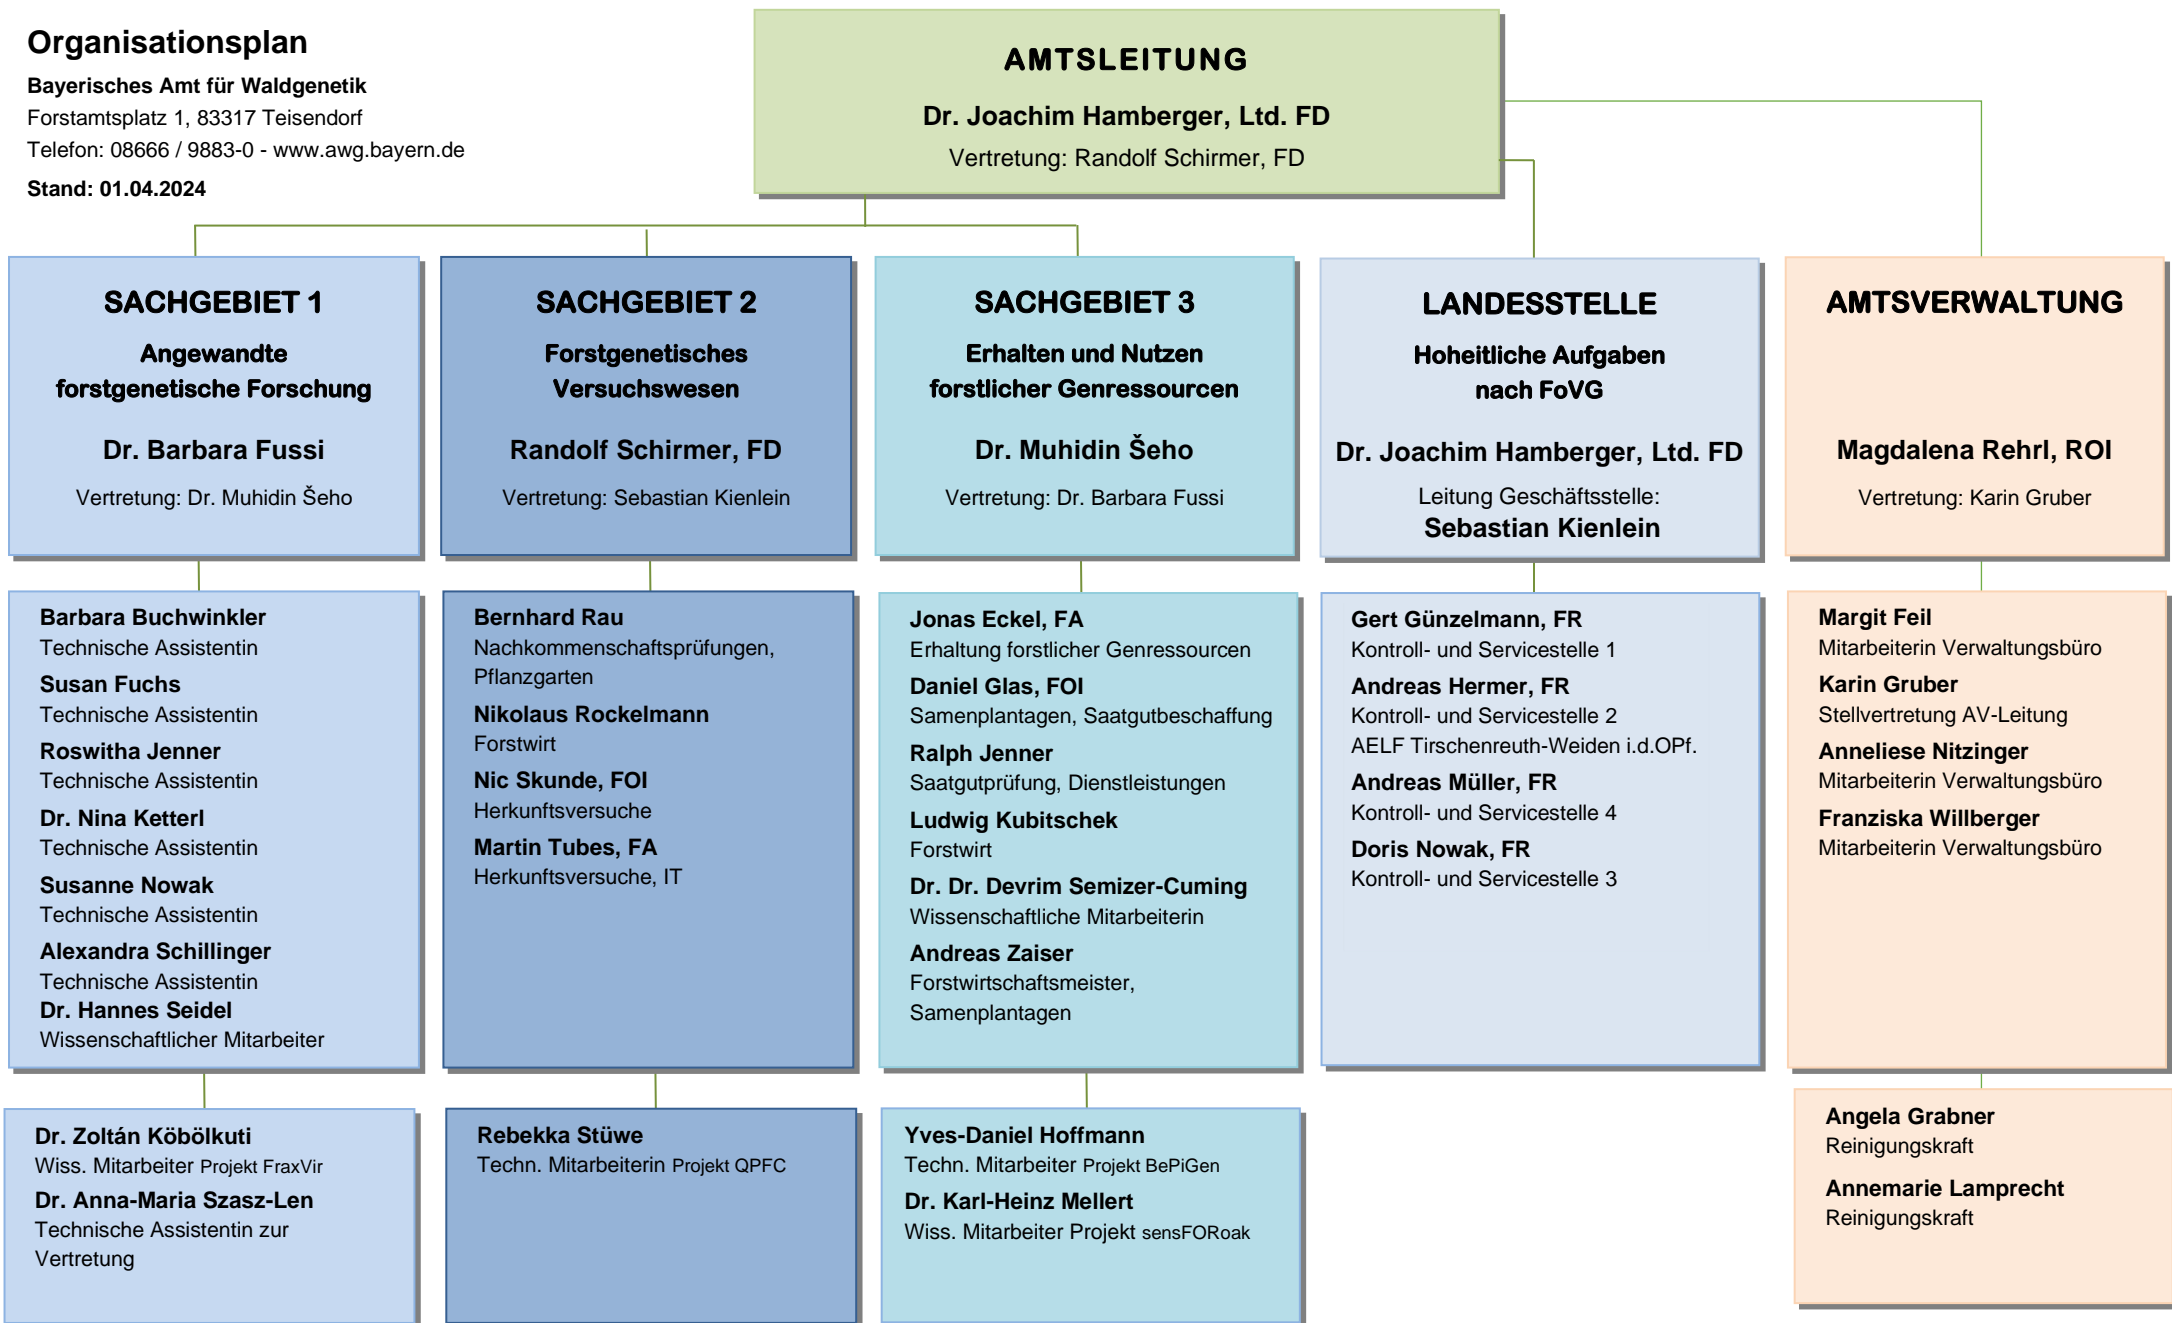 Organisationsplan
Bayerisches Amt für Waldgenetik
Forstamtsplatz 1, 83317 Teisendorf
Telefon: 08666 / 9883-0 - www.awg.bayern.de
Stand: 01.04.2024
AMTSLEITUNG
Dr. Joachim Hamberger, Ltd. FD
Vertretung: Randolf Schirmer, FD
SACHGEBIET 1
Angewandte
forstgenetische Forschung
Dr. Barbara Fussi
Vertretung: Dr. Muhidin Šeho
Barbara Buchwinkler
Technische Assistentin
Susan Fuchs
Technische Assistentin
Roswitha Jenner
Technische Assistentin
Dr. Nina Ketterl
Technische Assistentin
Susanne Nowak
Technische Assistentin
Alexandra Schillinger
Technische Assistentin
Dr. Hannes Seidel
Wissenschaftlicher Mitarbeiter
Dr. Zoltán Köbölkuti
Wiss. Mitarbeiter Projekt FraxVir
Dr. Anna-Maria Szasz-Len
Technische Assistentin zur
Vertretung
SACHGEBIET 2
Forstgenetisches
Versuchswesen
Randolf Schirmer, FD
Vertretung: Sebastian Kienlein
Bernhard Rau
Nachkommenschaftsprüfungen,
Pflanzgarten
Nikolaus Rockelmann
Forstwirt
Nic Skunde, FOI
Herkunftsversuche
Martin Tubes, FA
Herkunftsversuche, IT
Rebekka Stüwe
Techn. Mitarbeiterin Projekt QPFC
SACHGEBIET 3
Erhalten und Nutzen
forstlicher Genressourcen
Dr. Muhidin Šeho
Vertretung: Dr. Barbara Fussi
Jonas Eckel, FA
Erhaltung forstlicher Genressourcen
Daniel Glas, FOI
Samenplantagen, Saatgutbeschaffung
Ralph Jenner
Saatgutprüfung, Dienstleistungen
Ludwig Kubitschek
Forstwirt
Dr. Dr. Devrim Semizer-Cuming
Wissenschaftliche Mitarbeiterin
Andreas Zaiser
Forstwirtschaftsmeister,
Samenplantagen
Yves-Daniel Hoffmann
Techn. Mitarbeiter Projekt BePiGen
Dr. Karl-Heinz Mellert
Wiss. Mitarbeiter Projekt sensFORoak
LANDESSTELLE
Hoheitliche Aufgaben
nach FoVG
Dr. Joachim Hamberger, Ltd. FD
Leitung Geschäftsstelle:
Sebastian Kienlein
Gert Günzelmann, FR
Kontroll- und Servicestelle 1
Andreas Hermer, FR
Kontroll- und Servicestelle 2
AELF Tirschenreuth-Weiden i.d.OPf.
Andreas Müller, FR
Kontroll- und Servicestelle 4
Doris Nowak, FR
Kontroll- und Servicestelle 3
AMTSVERWALTUNG
Magdalena Rehrl, ROI
Vertretung: Karin Gruber
Margit Feil
Mitarbeiterin Verwaltungsbüro
Karin Gruber
Stellvertretung AV-Leitung
Anneliese Nitzinger
Mitarbeiterin Verwaltungsbüro
Franziska Willberger
Mitarbeiterin Verwaltungsbüro
Angela Grabner
Reinigungskraft
Annemarie Lamprecht
Reinigungskraft